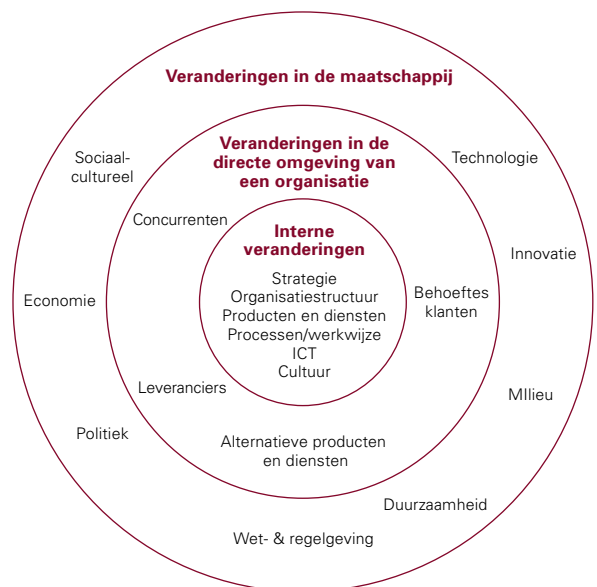 Veranderingen in de maatschappij
Veranderingen in de
directe omgeving van
een organisatie
Sociaal-
cultureel
Technologie
Concurrenten
Interne
veranderingen
Innovatie
Strategie
Organisatiestructuur
Producten en diensten
Processen/werkwijze
ICT
Cultuur
Economie
Behoeftes
klanten
Leveranciers
MIlieu
Politiek
Alternatieve producten
en diensten
Duurzaamheid
Wet- & regelgeving